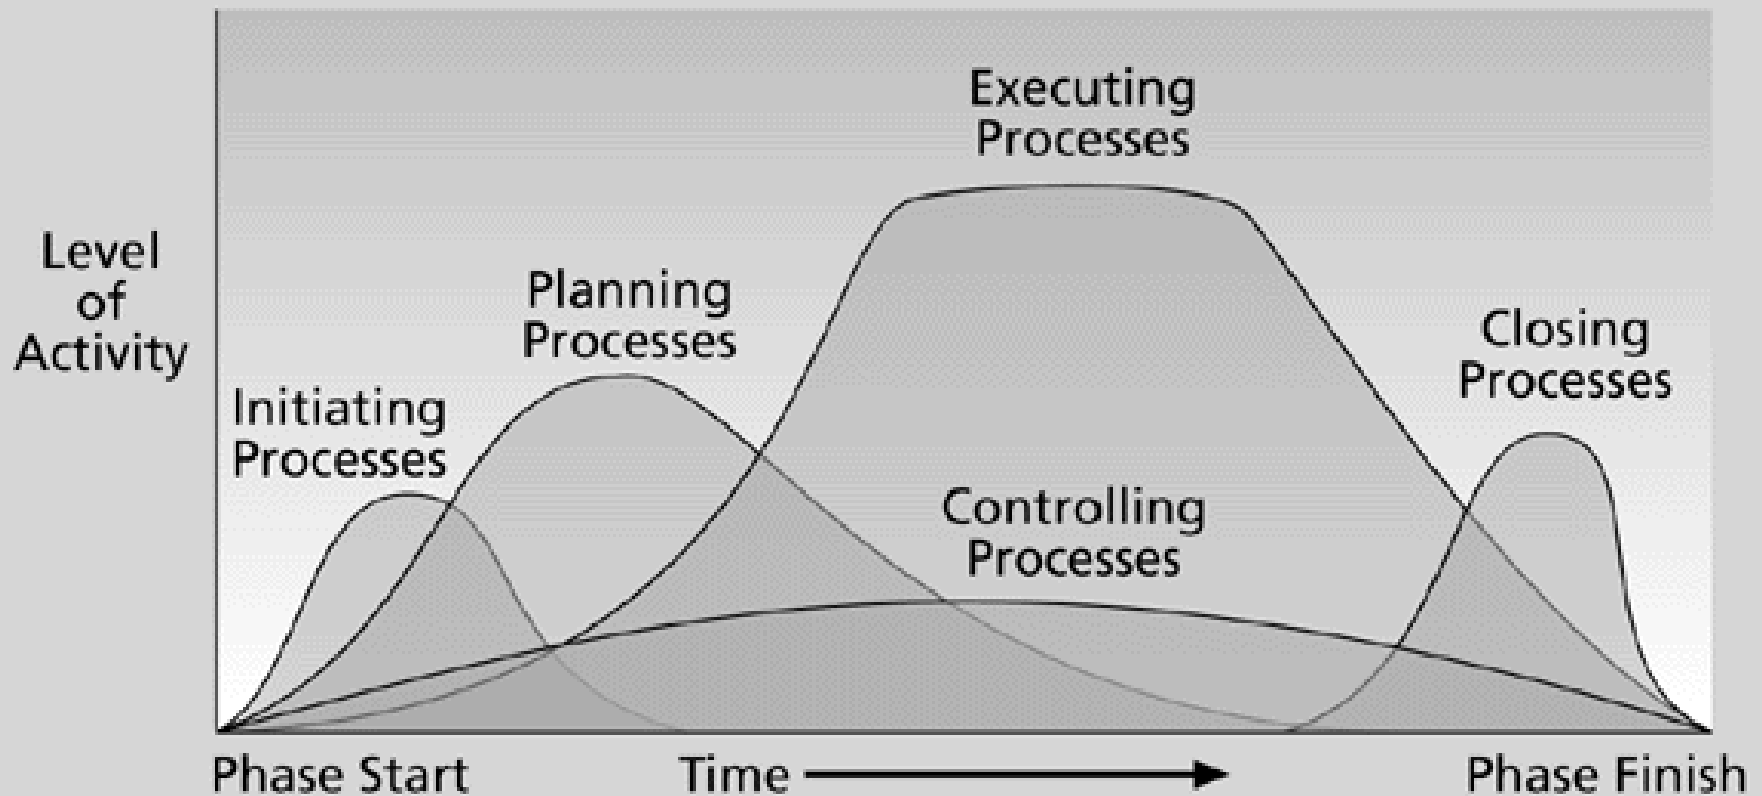 Executing
Processes
Level
of
Activity
Planning
Processes
Closing
Processes
Initiating
Processes
Controlling
Processes
Phase Start
Time
Phase Finish